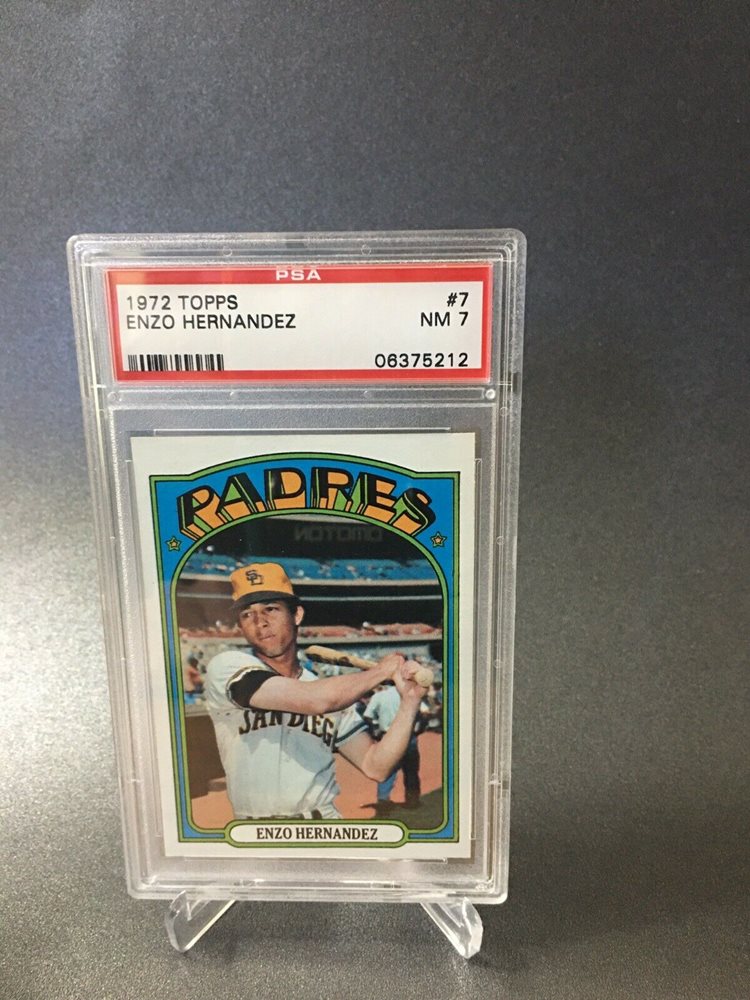 PSA
1972 TOPPS #7
ENZO HERNANDEZ NM 7
06375212
PADRES
SD
SAN DIEG
ENZO HERNANDEZ